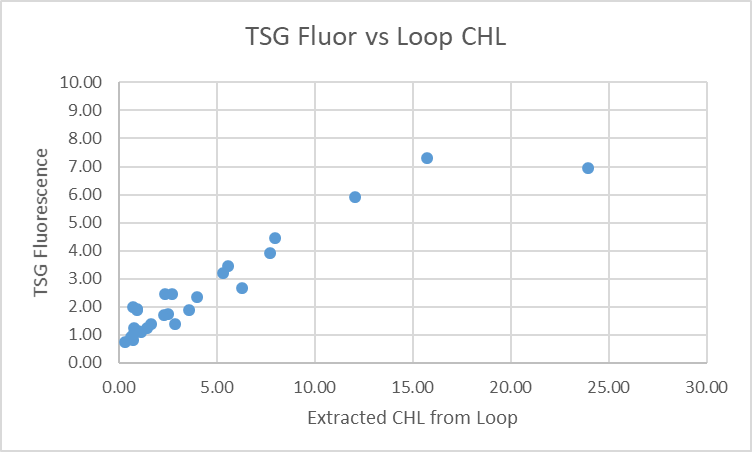 TSG Fluor vs Loop CHL
10.00
9.00
8.00
7.00
6.00
5.00
4.00
3.00
2.00
1.00
0.00
TSG Fluorescence
0.00 5.00 10.00 15.00 20.00 25.00 30.00
Extracted CHL from Loop